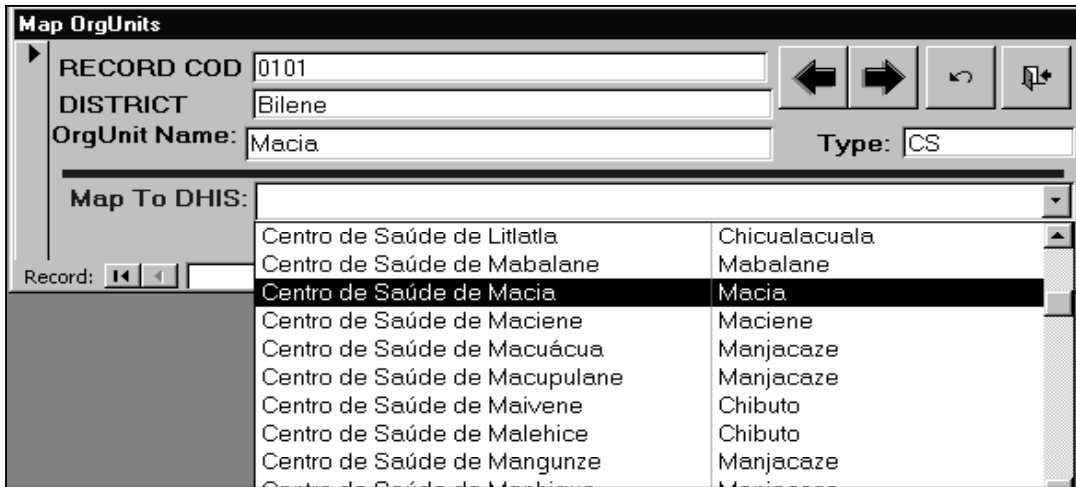 Map OrgUnits
RECORD COD 0101
DISTRICT Bilene
OrgUnit Name: Macia Type: CS
Map To DHIS:
Centro de Saúde de Litlatla Chicualacuala
Centro de Saúde de Mabalane Mabalane
Record:
Centro de Saúde de Macia Macia
Centro de Saúde de Maciene Maciene
Centro de Saúde de Macuácua Manjacaze
Centro de Saúde de Macupulane Manjacaze
Centro de Saúde de Maivene Chibuto
Centro de Saúde de Malehice Chibuto
Centro de Saúde de Mangunze Manjacaze